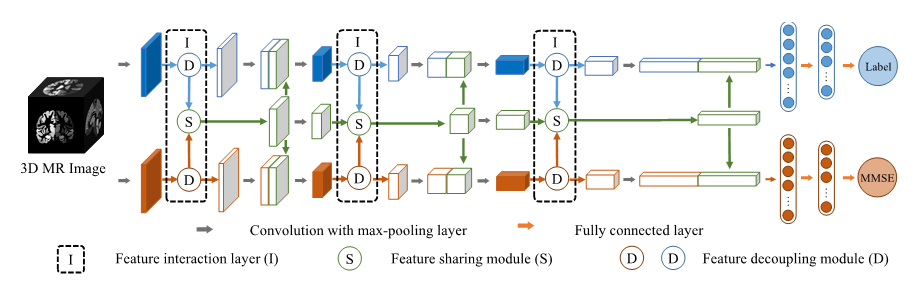 I
I
I
D
D
D
Label
S
S
S
3D MR Image
D
D
D
MMSE
Convolution with max-pooling layer
Fully connected layer
I Feature interaction layer (I)
S Feature sharing module (S)
D D Feature decoupling module (D)